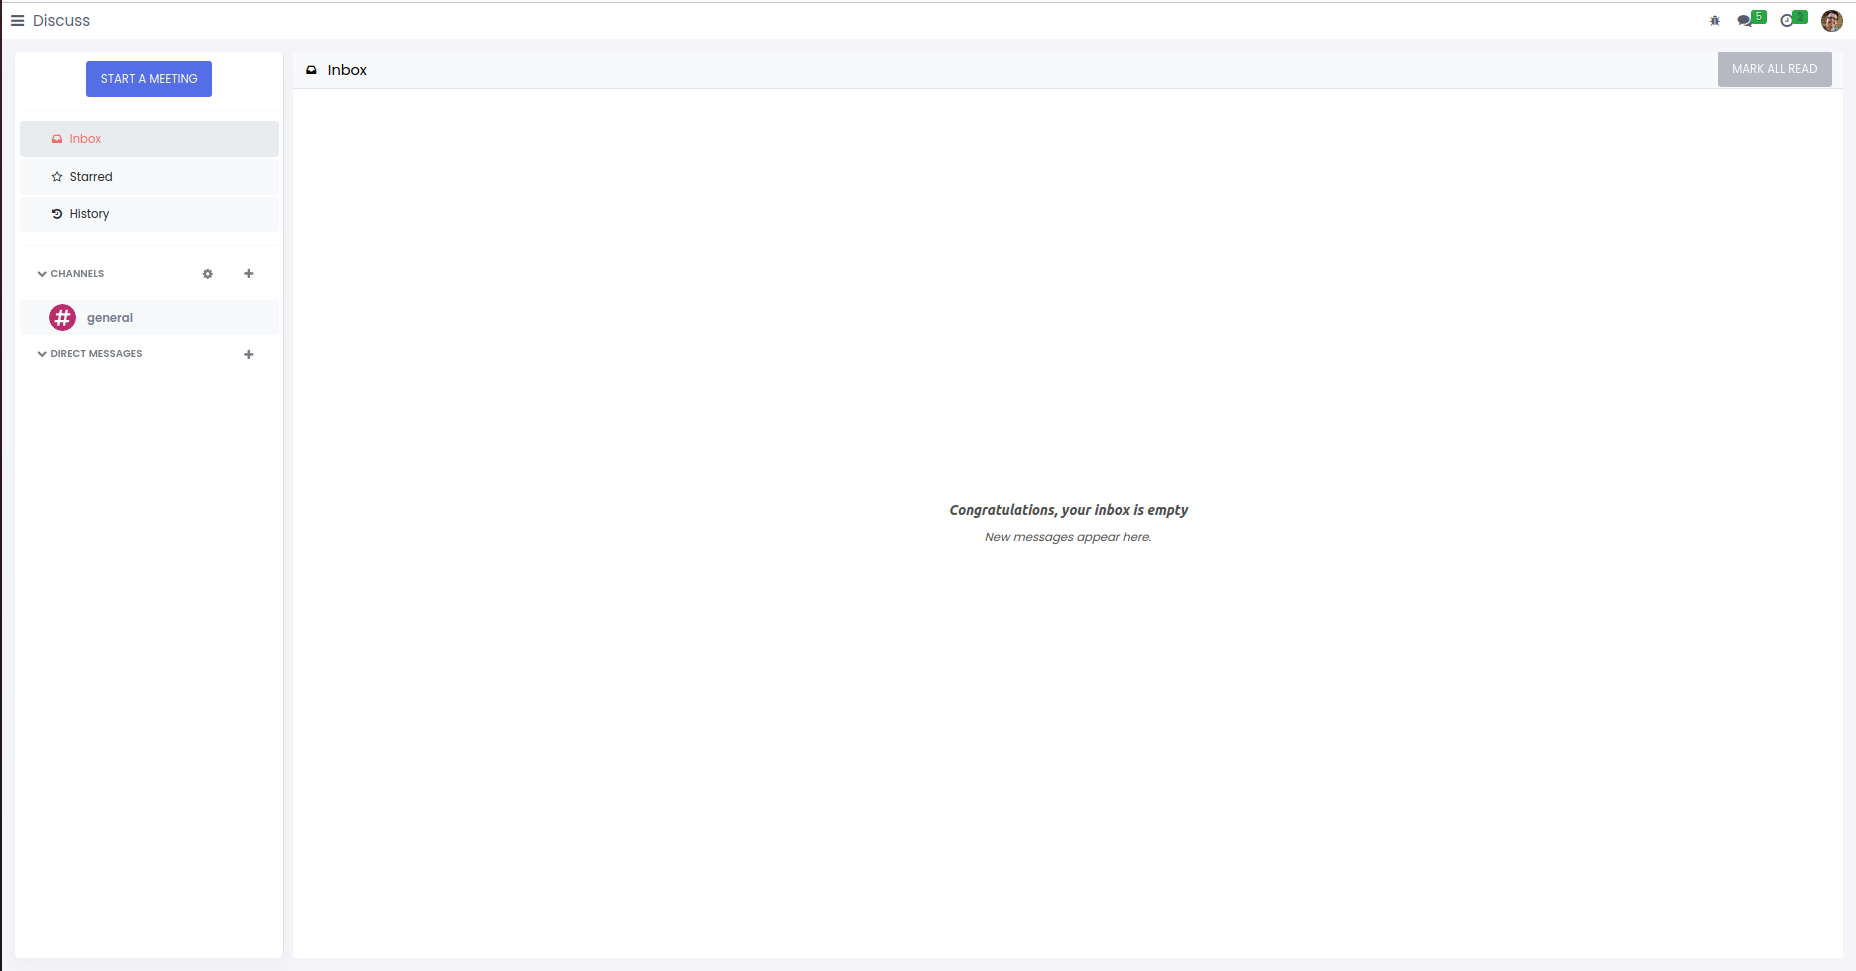 Discuss
5
2
START A MEETING
Inbox
Starred
History
CHANNELS
general
DIRECT MESSAGES
Inbox
MARK ALL READ
Congratulations, your inbox is empty
New messages appear here.